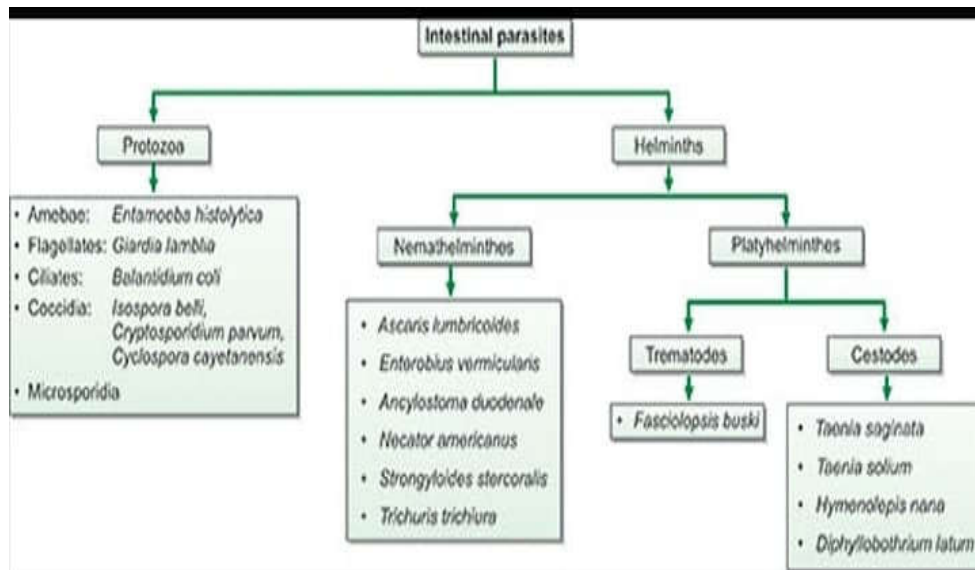 Intestinal parasites
Protozoa
Helminths
• Amebae: Entamoeba histolytica
• Flagellates: Giardia lamblia
• Ciliates: Balantidium coli
• Coccidia: Isospora belli,
Cryptosporidium parvum,
Cyclospora cayetanensis
• Microsporidia
Nemathelminthes
Platyhelminthes
• Ascaris lumbricoides
• Enterobius vermicularis
• Ancylostoma duodenale
• Necator americanus
• Strongyloides stercoralis
• Trichuris trichiura
Trematodes
Cestodes
• Fasciolopsis buski
• Taenia saginata
• Taenia solium
• Hymenolepis nana
• Diphyllobothrium latum